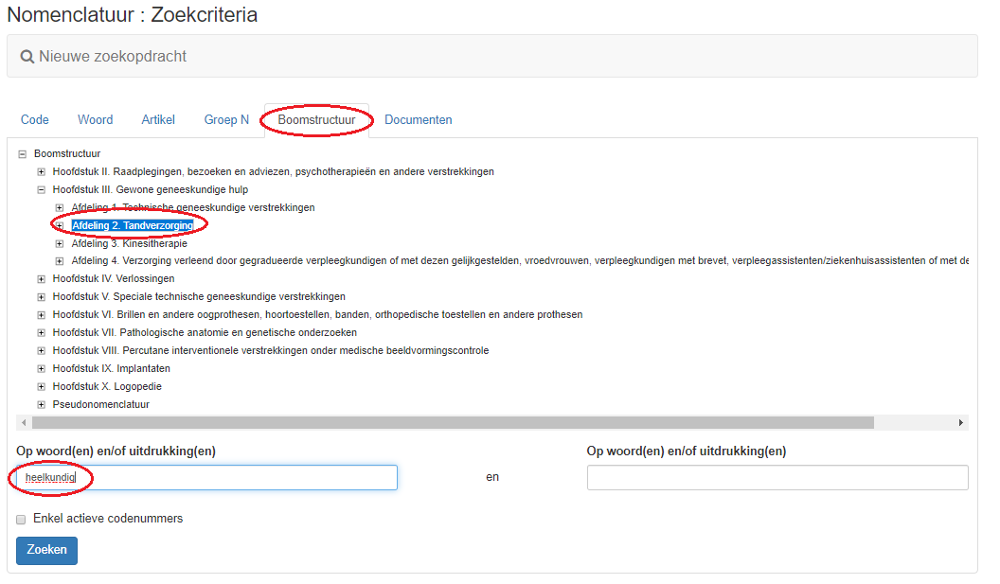 Nomenclatuur : Zoekcriteria
Nieuwe zoekopdracht
Code Woord Artikel Groep N Boomstructuur Documenten
Boomstructuur
Hoofdstuk II. Raadplegingen, bezoeken en adviezen, psychotherapieën en andere verstrekkingen
Hoofdstuk III. Gewone geneeskundige hulp
Afdeling 1. Technische geneeskundige verstrekkingen
Afdeling 2. Tandverzorging
Afdeling 3. Kinesitherapie
Afdeling 4. Verzorging verleend door gegradueerde verpleegkundigen of met dezen gelijkgestelden, vroedvrouwen, verpleegkundigen met brevet, verpleegassistenten/ziekenhuisassistenten of met de
Hoofdstuk IV. Verlossingen
Hoofdstuk V. Speciale technische geneeskundige verstrekkingen
Hoofdstuk VI. Brillen en andere oogprothesen, hoortoestellen, banden, orthopedische toestellen en andere prothesen
Hoofdstuk VII. Pathologische anatomie en genetische onderzoeken
Hoofdstuk VIII. Percutane interventionele verstrekkingen onder medische beeldvormingscontrole
Hoofdstuk IX. Implantaten
Hoofdstuk X. Logopedie
Pseudonomenclatuur
Op woord(en) en/of uitdrukking(en) Op woord(en) en/of uitdrukking(en)
heelkundig en
Enkel actieve codenummers
Zoeken